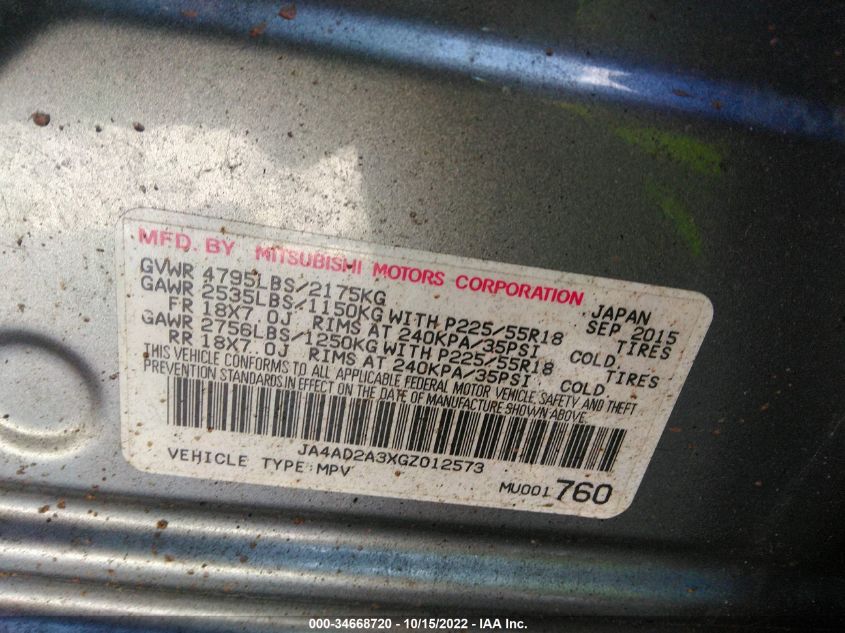 MFD. BY MITSUBISHI MOTORS CORPORATION JAPAN
GVWR 4795LBS/2175KG SEP 2015
GAWR 2535LBS/1150KG WITH P225/55R18 TIRES
FR 18X7.0J RIMS AT 240KPA/35PSI COLD
GAWR 2756LBS/1250KG WITH P225/55R18 TIRES
RR 18X7.0J RIMS AT 240KPA/35PSI COLD
THIS VEHICLE CONFORMS TO ALL APPLICABLE FEDERAL MOTOR VEHICLE SAFETY AND THEFT
PREVENTION STANDARDS IN EFFECT ON THE DATE OF MANUFACTURE SHOWN ABOVE.
JA4AD2A3XGZ012573
VEHICLE TYPE:MPV MU001 760
000-34668720 - 10/15/2022 - IAA Inc.